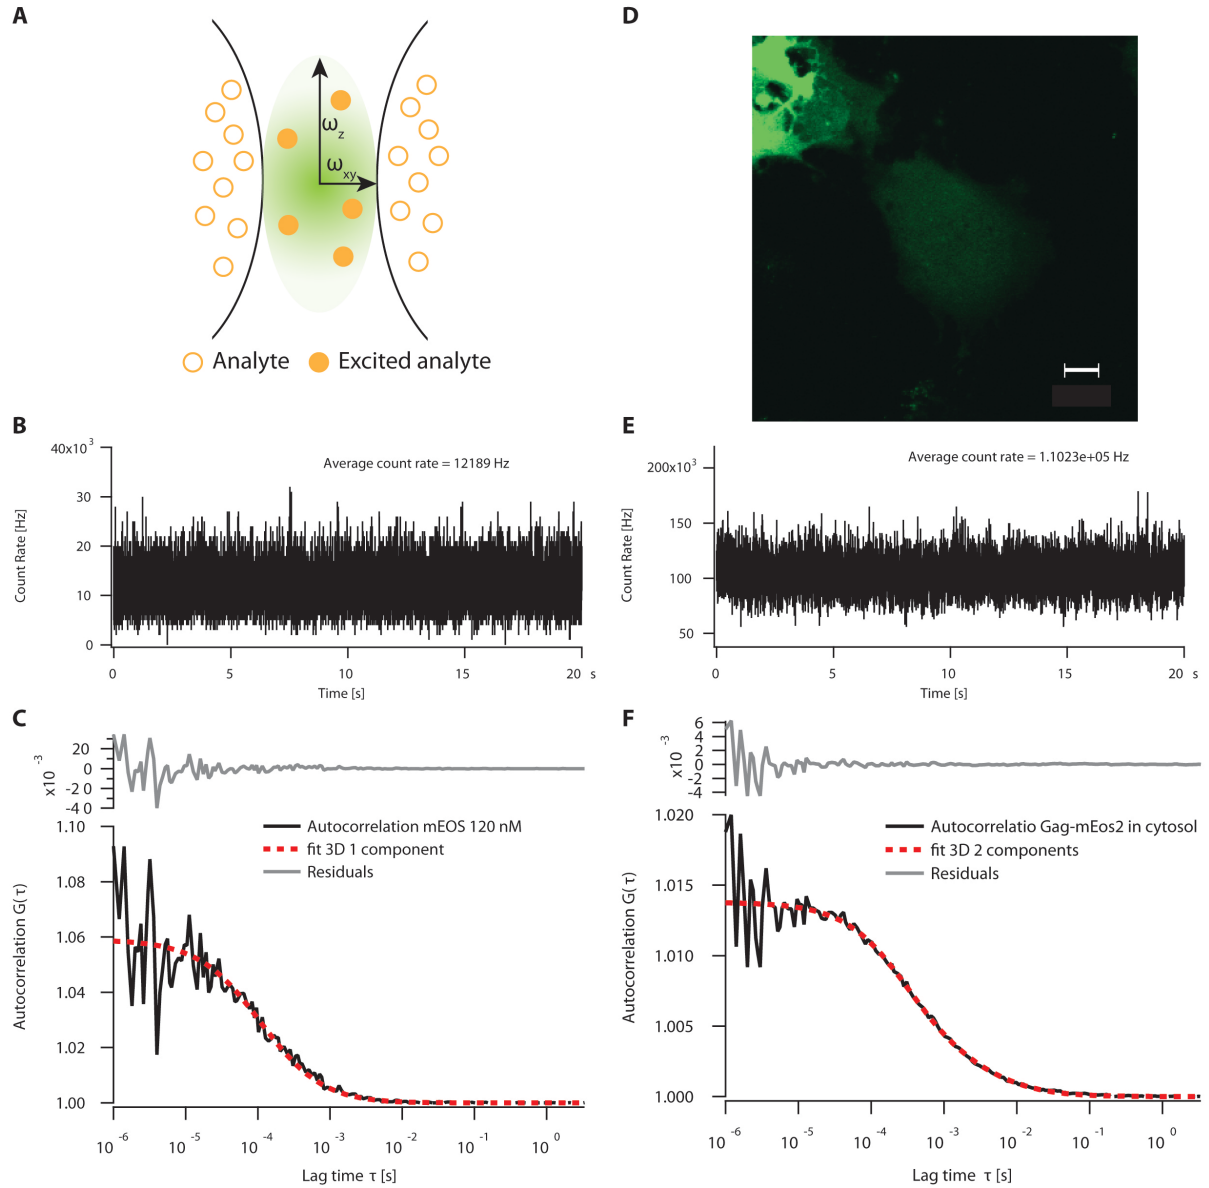 A
ω z
ω xy
Analyte
Excited analyte
B
Average count rate = 12189 Hz
Count Rate [Hz]
40x10 3
30
20
10
0
0
5
10
15
20 s
Time [s]
C
x10 -3
20
0
-2 0
-4 0
Autocorrelation mEOS 120 nM
fit 3D 1 component
Residuals
Autocorrelation G(τ)
1.10
1.08
1.06
1.04
1.02
1.00
10 -6
10 -5
10 -4
10 -3
10 -2
10 -1
10 0
Lag time τ [s]
D
E
Average count rate = 1.1023e+05 Hz
Count Rate [Hz]
200x10 3
150
100
50
0
5
10
15
20 s
Time [s]
F
x10 -3
6
4
2
0
-2
-4
Autocorrelatio Gag-mEos2 in cytosol
fit 3D 2 components
Residuals
Autocorrelation G(τ)
1.020
1.015
1.010
1.005
1.000
10 -6
10 -5
10 -4
10 -3
10 -2
10 -1
10 0
Lag time τ [s]